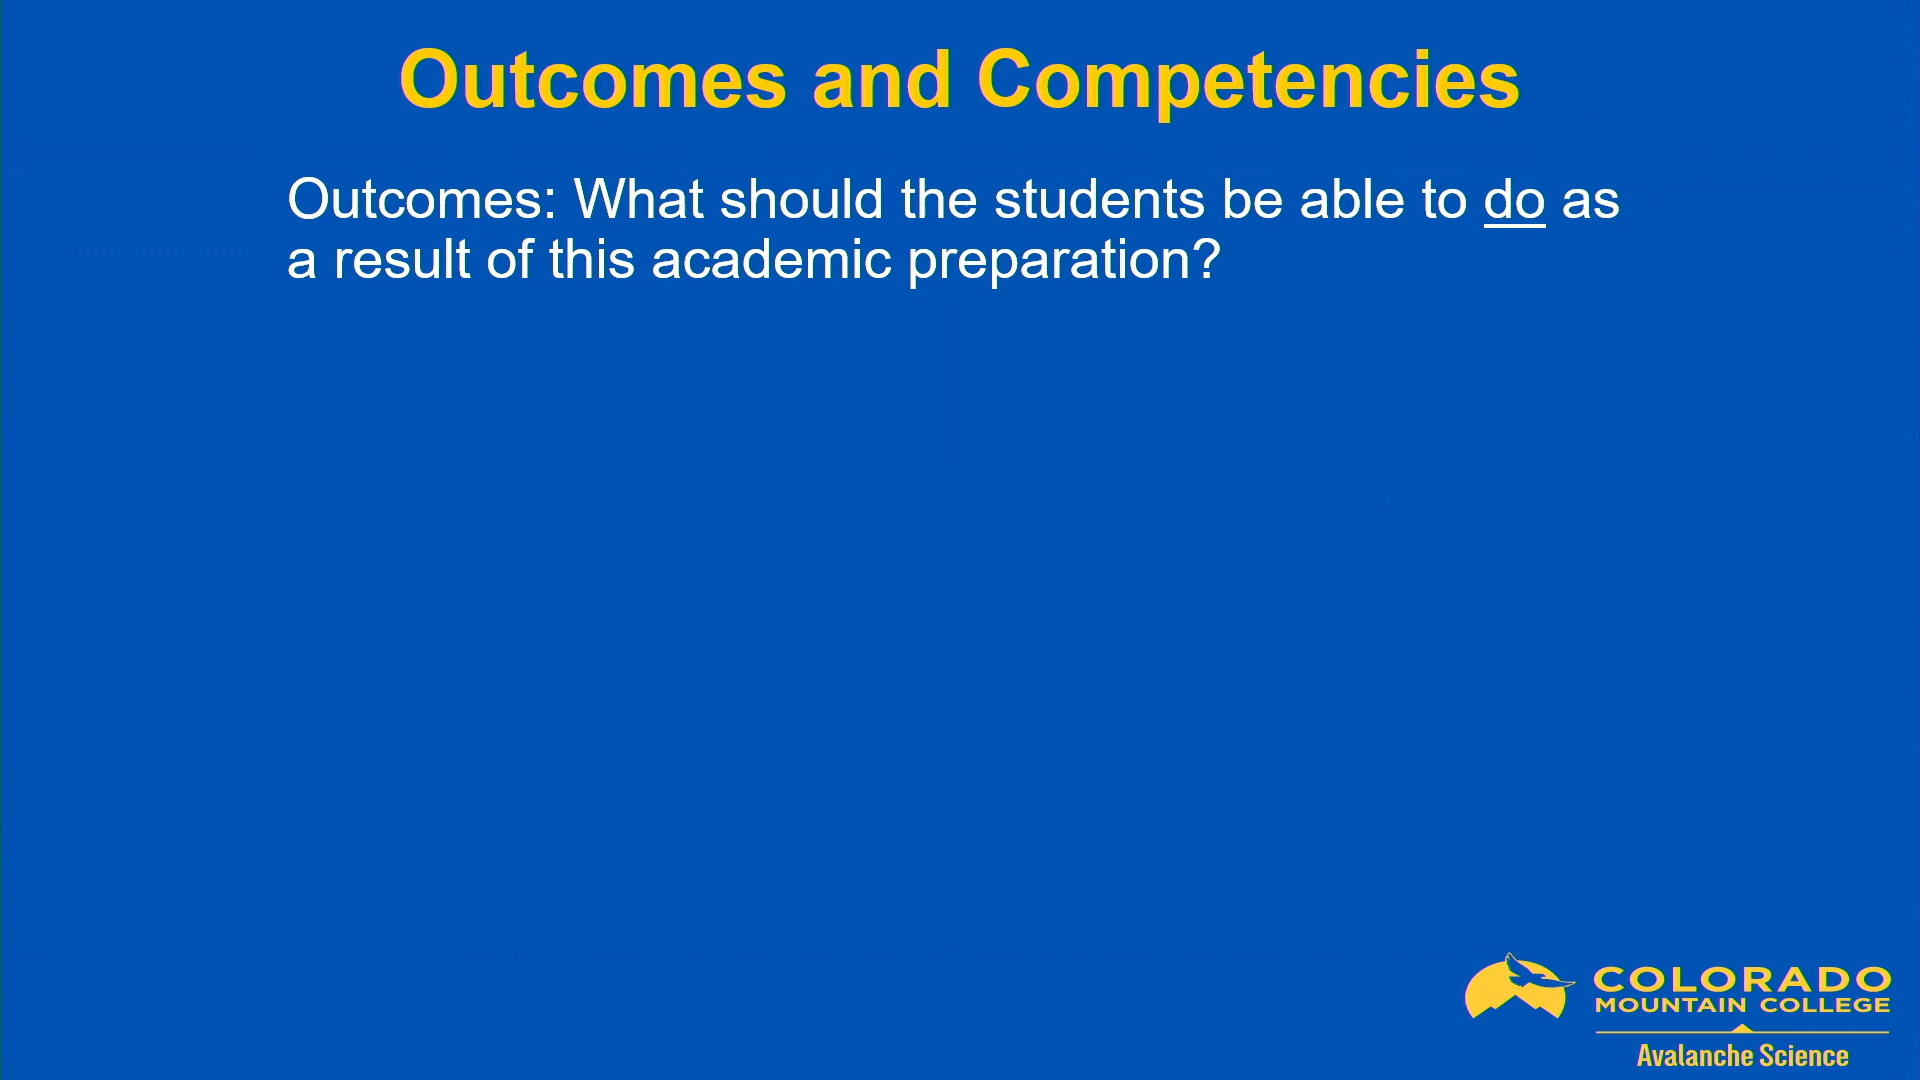 Outcomes and Competencies
Outcomes: What should the students be able to do as
a result of this academic preparation?
COLORADO
MOUNTAIN COLLEGE
Avalanche Science